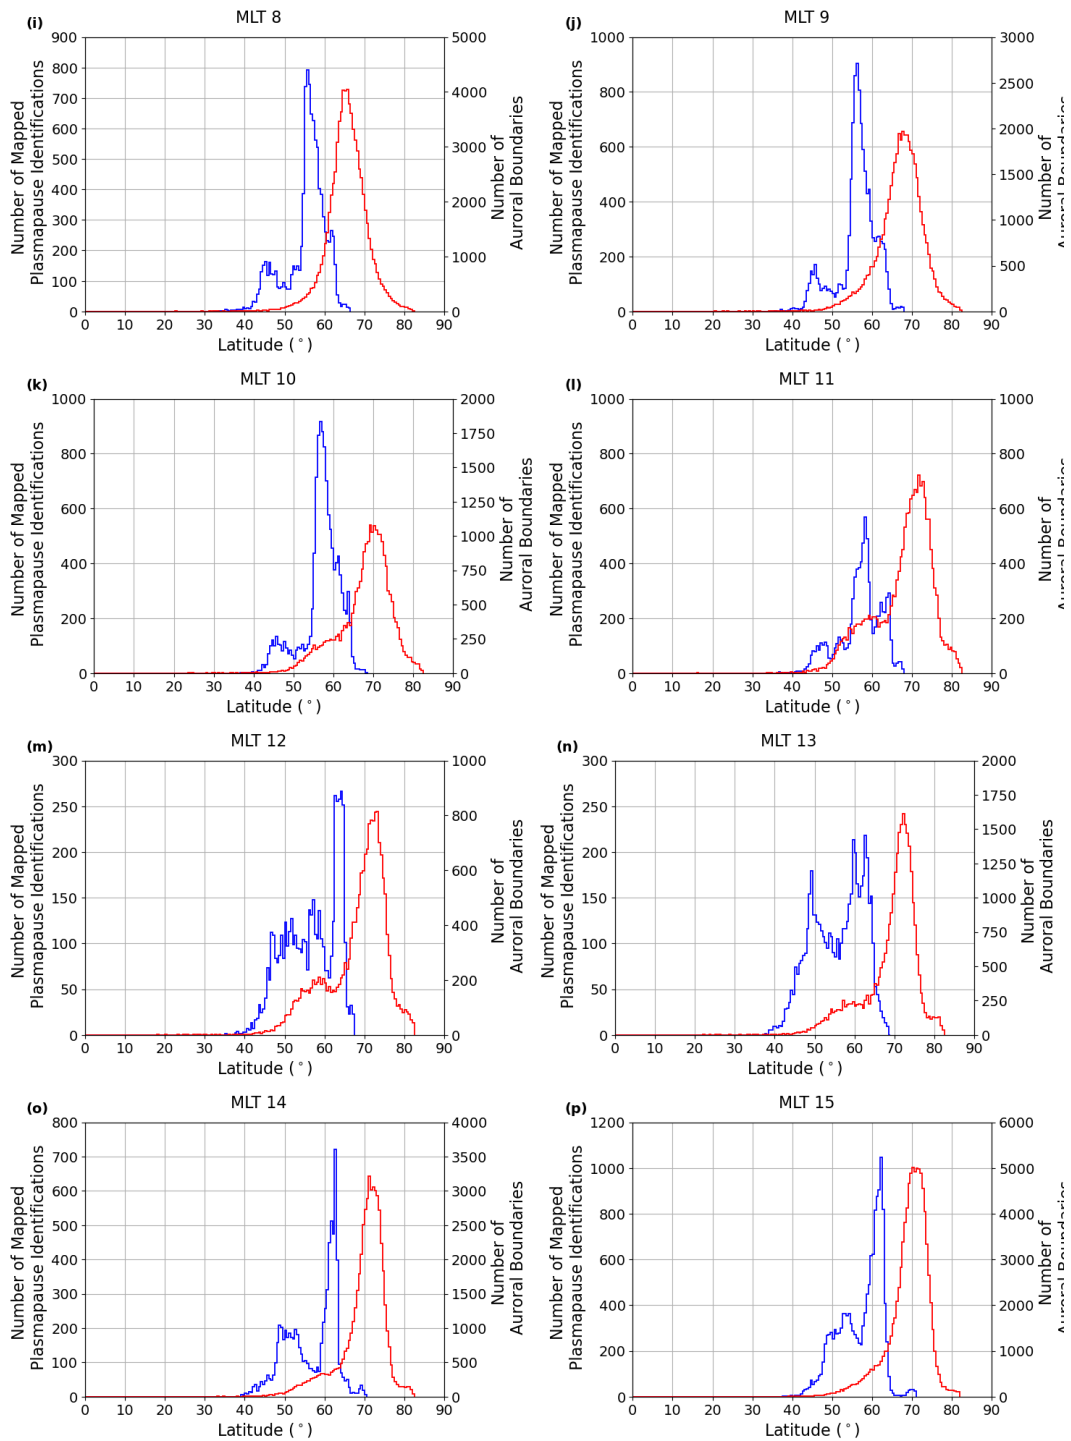 (i) MLT 8
900 800 700 600 500 400 300 200 100 0
Number of Mapped
Plasmapause Identifications
5000 4000 3000 2000 1000 0
Number of
Auroral Boundaries
0 10 20 30 40 50 60 70 80 90
Latitude (°)
(j) MLT 9
1000 800 600 400 200 0
Number of Mapped
Plasmapause Identifications
3000 2500 2000 1500 1000 500 0
Number of
Auroral Boundaries
0 10 20 30 40 50 60 70 80 90
Latitude (°)
(k) MLT 10
1000 800 600 400 200 0
Number of Mapped
Plasmapause Identifications
2000 1750 1500 1250 1000 750 500 250 0
Number of
Auroral Boundaries
0 10 20 30 40 50 60 70 80 90
Latitude (°)
(l) MLT 11
1000 800 600 400 200 0
Number of Mapped
Plasmapause Identifications
1000 800 600 400 200 0
Number of
Auroral Boundaries
0 10 20 30 40 50 60 70 80 90
Latitude (°)
(m) MLT 12
300 250 200 150 100 50 0
Number of Mapped
Plasmapause Identifications
1000 800 600 400 200 0
Number of
Auroral Boundaries
0 10 20 30 40 50 60 70 80 90
Latitude (°)
(n) MLT 13
300 250 200 150 100 50 0
Number of Mapped
Plasmapause Identifications
2000 1750 1500 1250 1000 750 500 250 0
Number of
Auroral Boundaries
0 10 20 30 40 50 60 70 80 90
Latitude (°)
(o) MLT 14
800 700 600 500 400 300 200 100 0
Number of Mapped
Plasmapause Identifications
4000 3500 3000 2500 2000 1500 1000 500 0
Number of
Auroral Boundaries
0 10 20 30 40 50 60 70 80 90
Latitude (°)
(p) MLT 15
1200 1000 800 600 400 200 0
Number of Mapped
Plasmapause Identifications
6000 5000 4000 3000 2000 1000 0
Number of
Auroral Boundaries
0 10 20 30 40 50 60 70 80 90
Latitude (°)